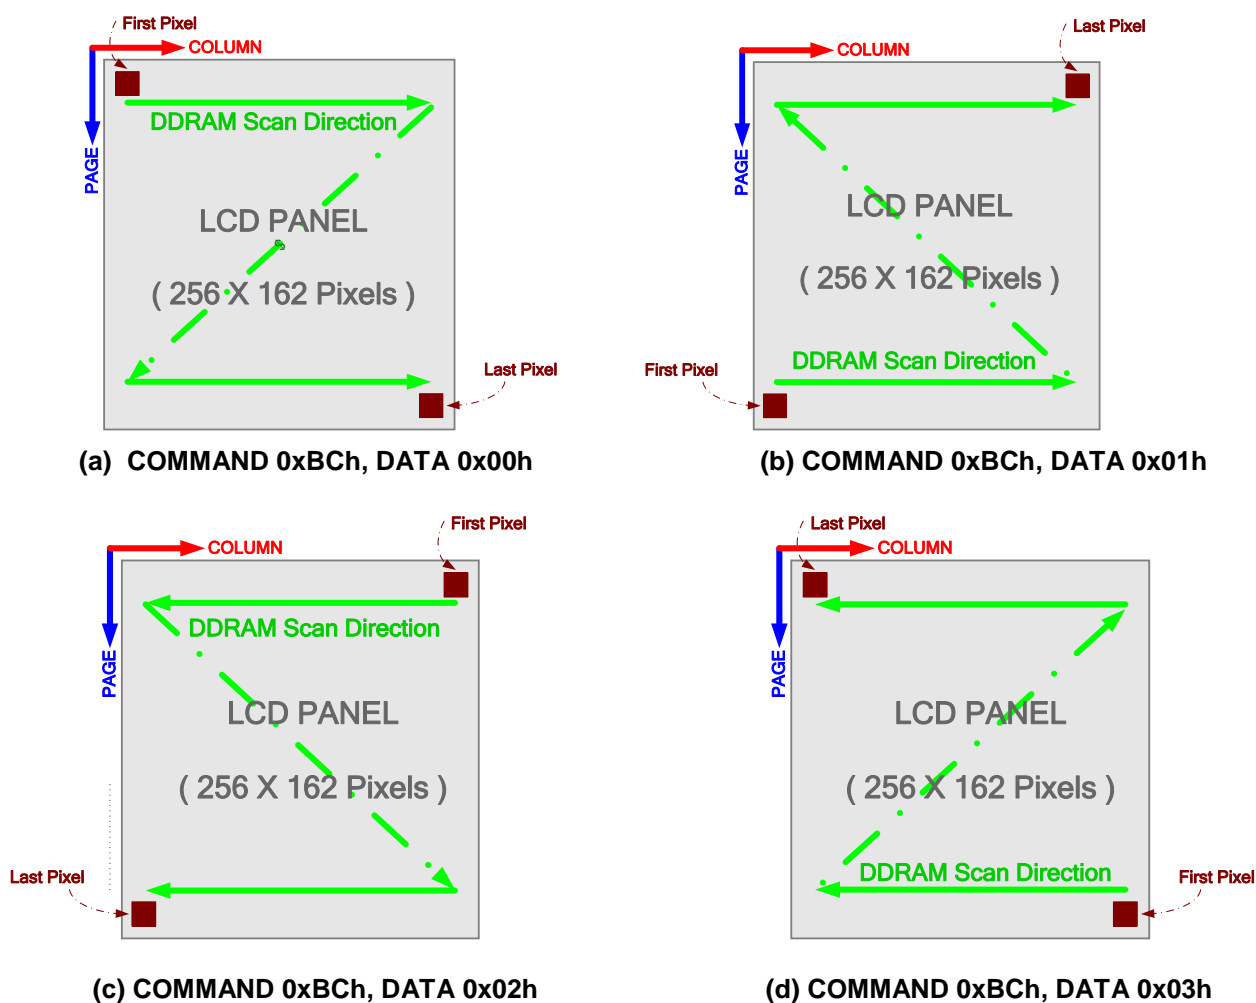 First Pixel
COLUMN
PAGE
DDRAM Scan Direction
LCD PANEL
( 256 X 162 Pixels )
Last Pixel
(a) COMMAND 0xBCh, DATA 0x00h
Last Pixel
COLUMN
PAGE
LCD PANEL
( 256 X 162 Pixels )
DDRAM Scan Direction
First Pixel
(b) COMMAND 0xBCh, DATA 0x01h
First Pixel
COLUMN
PAGE
DDRAM Scan Direction
LCD PANEL
( 256 X 162 Pixels )
Last Pixel
(c) COMMAND 0xBCh, DATA 0x02h
Last Pixel
COLUMN
PAGE
LCD PANEL
( 256 X 162 Pixels )
DDRAM Scan Direction
First Pixel
(d) COMMAND 0xBCh, DATA 0x03h